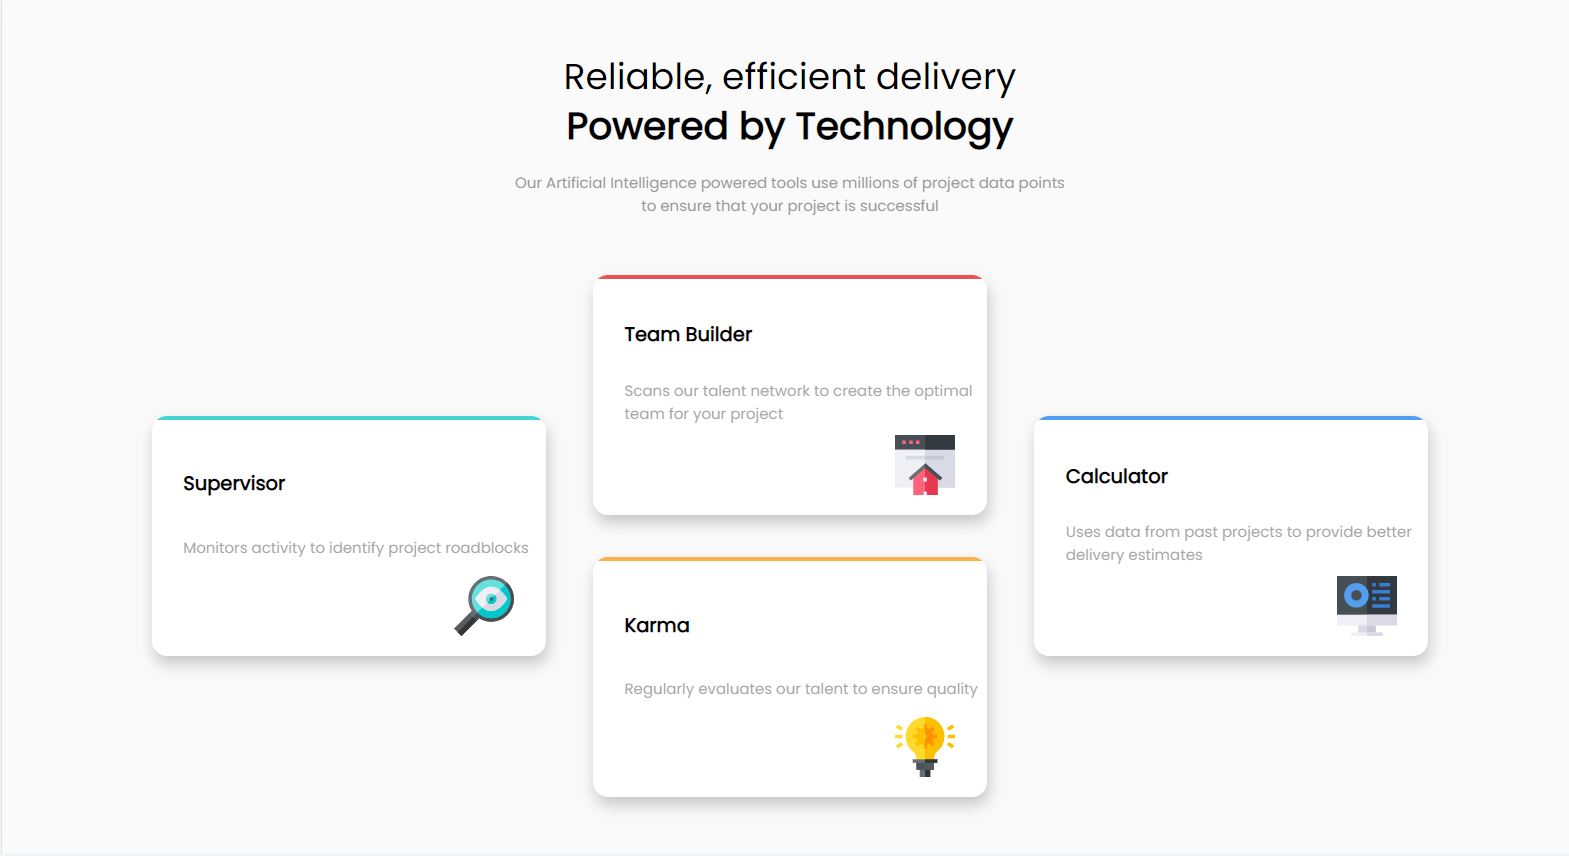 Reliable, efficient delivery
Powered by Technology
Our Artificial Intelligence powered tools use millions of project data points
to ensure that your project is successful
Supervisor
Monitors activity to identify project roadblocks
Team Builder
Scans our talent network to create the optimal
team for your project
Karma
Regularly evaluates our talent to ensure quality
Calculator
Uses data from past projects to provide better
delivery estimates